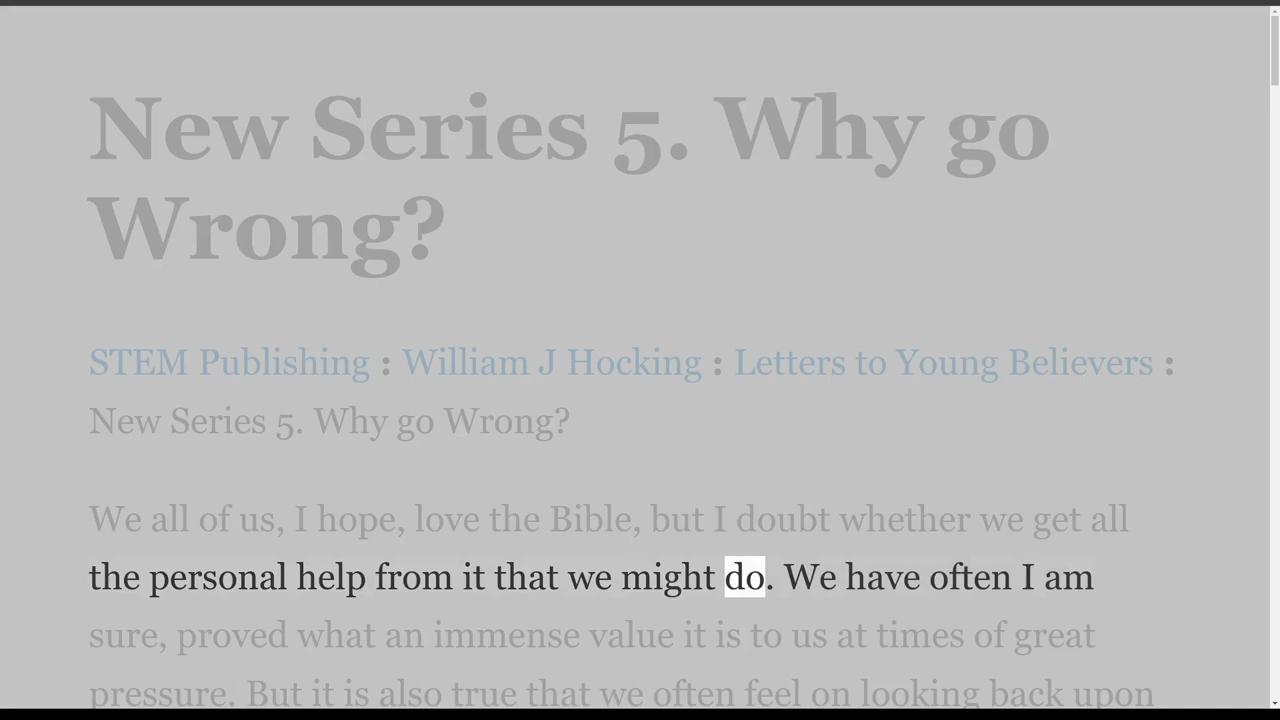 New Series 5. Why go
Wrong?
STEM Publishing : William J Hocking : Letters to Young Believers :
New Series 5. Why go Wrong?
We all of us, I hope, love the Bible, but I doubt whether we get all
the personal help from it that we might do. We have often I am
sure, proved what an immense value it is to us at times of great
pressure. But it is also true that we often feel on looking back upon